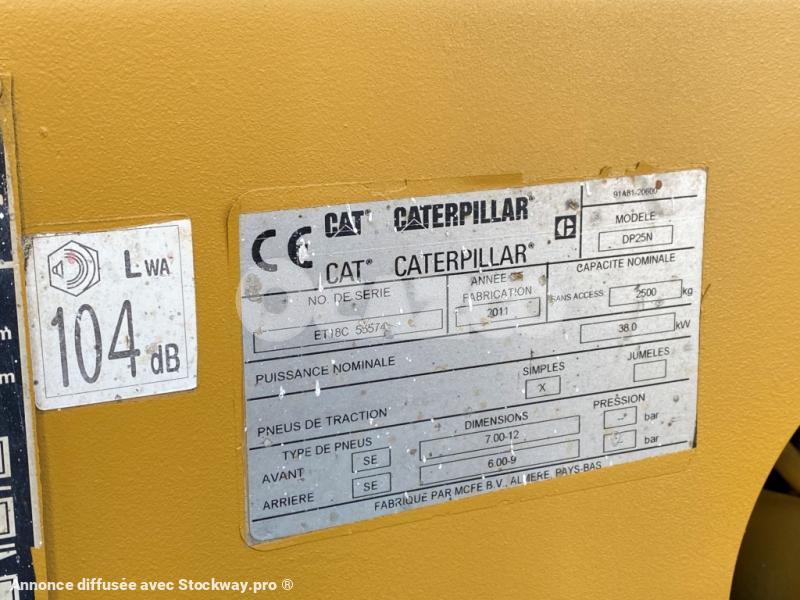 LWA
104 dB
m
m
CE CAT® CATERPILLAR®
CAT® CATERPILLAR®
91A81-20600
MODELE
DP25N
NO. DE SERIE
ANNEE DE
FABRICATION
2011
CAPACITE NOMINALE
SANS ACCESS. 2500 kg
ET18C
PUISSANCE NOMINALE
38.0 kW
SIMPLES JUMELES
X
PNEUS DE TRACTION
TYPE DE PNEUS DIMENSIONS PRESSION
AVANT SE 7.00-12 bar
ARRIERE SE 6.00-9 bar
FABRIQUE PAR MCFE B.V., ALMERE, PAYS-BAS
Annonce diffusée avec Stockway.pro ®